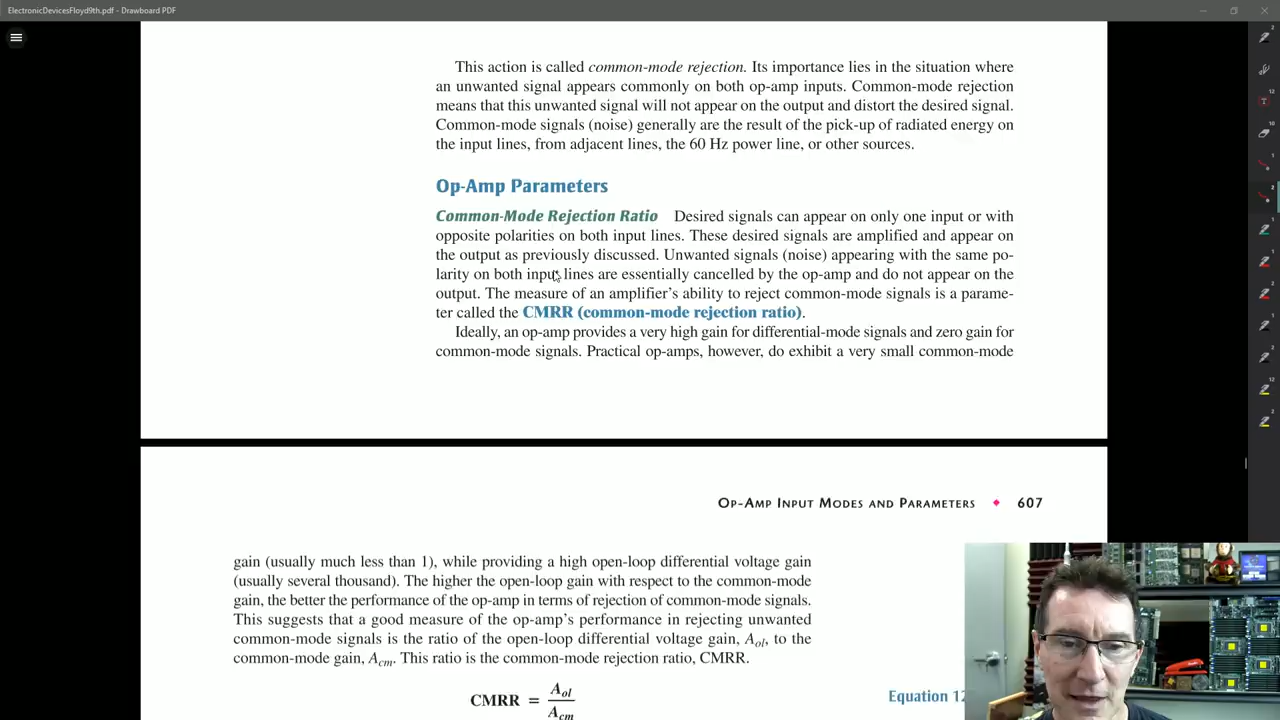 ElectronicDevicesFloyd9th.pdf - Drawboard PDF
This action is called common-mode rejection. Its importance lies in the situation where
an unwanted signal appears commonly on both op-amp inputs. Common-mode rejection
means that this unwanted signal will not appear on the output and distort the desired signal.
Common-mode signals (noise) generally are the result of the pick-up of radiated energy on
the input lines, from adjacent lines, the 60 Hz power line, or other sources.
Op-Amp Parameters
Common-Mode Rejection Ratio Desired signals can appear on only one input or with
opposite polarities on both input lines. These desired signals are amplified and appear on
the output as previously discussed. Unwanted signals (noise) appearing with the same po-
larity on both input lines are essentially cancelled by the op-amp and do not appear on the
output. The measure of an amplifier's ability to reject common-mode signals is a parame-
ter called the CMRR (common-mode rejection ratio).
Ideally, an op-amp provides a very high gain for differential-mode signals and zero gain for
common-mode signals. Practical op-amps, however, do exhibit a very small common-mode
Op-Amp Input Modes and Parameters ◆ 607
gain (usually much less than 1), while providing a high open-loop differential voltage gain
(usually several thousand). The higher the open-loop gain with respect to the common-mode
gain, the better the performance of the op-amp in terms of rejection of common-mode signals.
This suggests that a good measure of the op-amp's performance in rejecting unwanted
common-mode signals is the ratio of the open-loop differential voltage gain, Aol, to the
common-mode gain, Acm. This ratio is the common-mode rejection ratio, CMRR.
CMRR = Aol / Acm
Equation 12